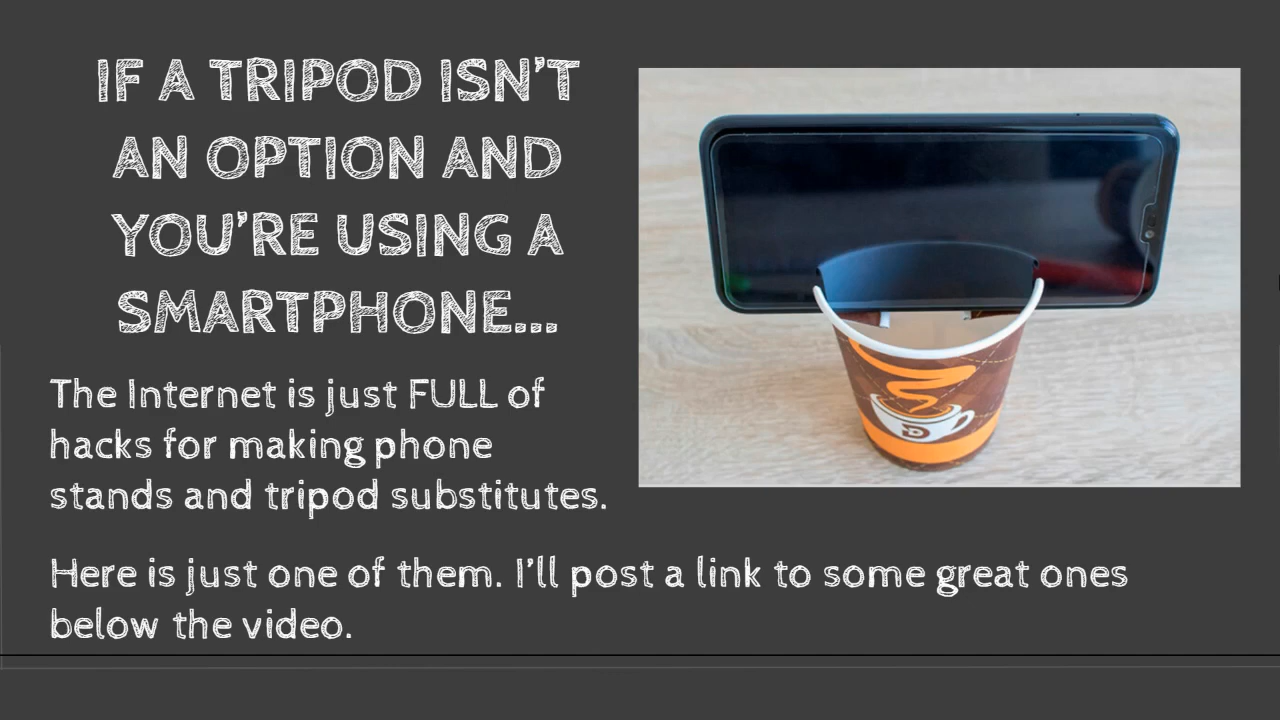 IF A TRIPOD ISN'T
AN OPTION AND
YOU'RE USING A
SMARTPHONE...
The Internet is just FULL of
hacks for making phone
stands and tripod substitutes.
Here is just one of them. I'll post a link to some great ones
below the video.
D